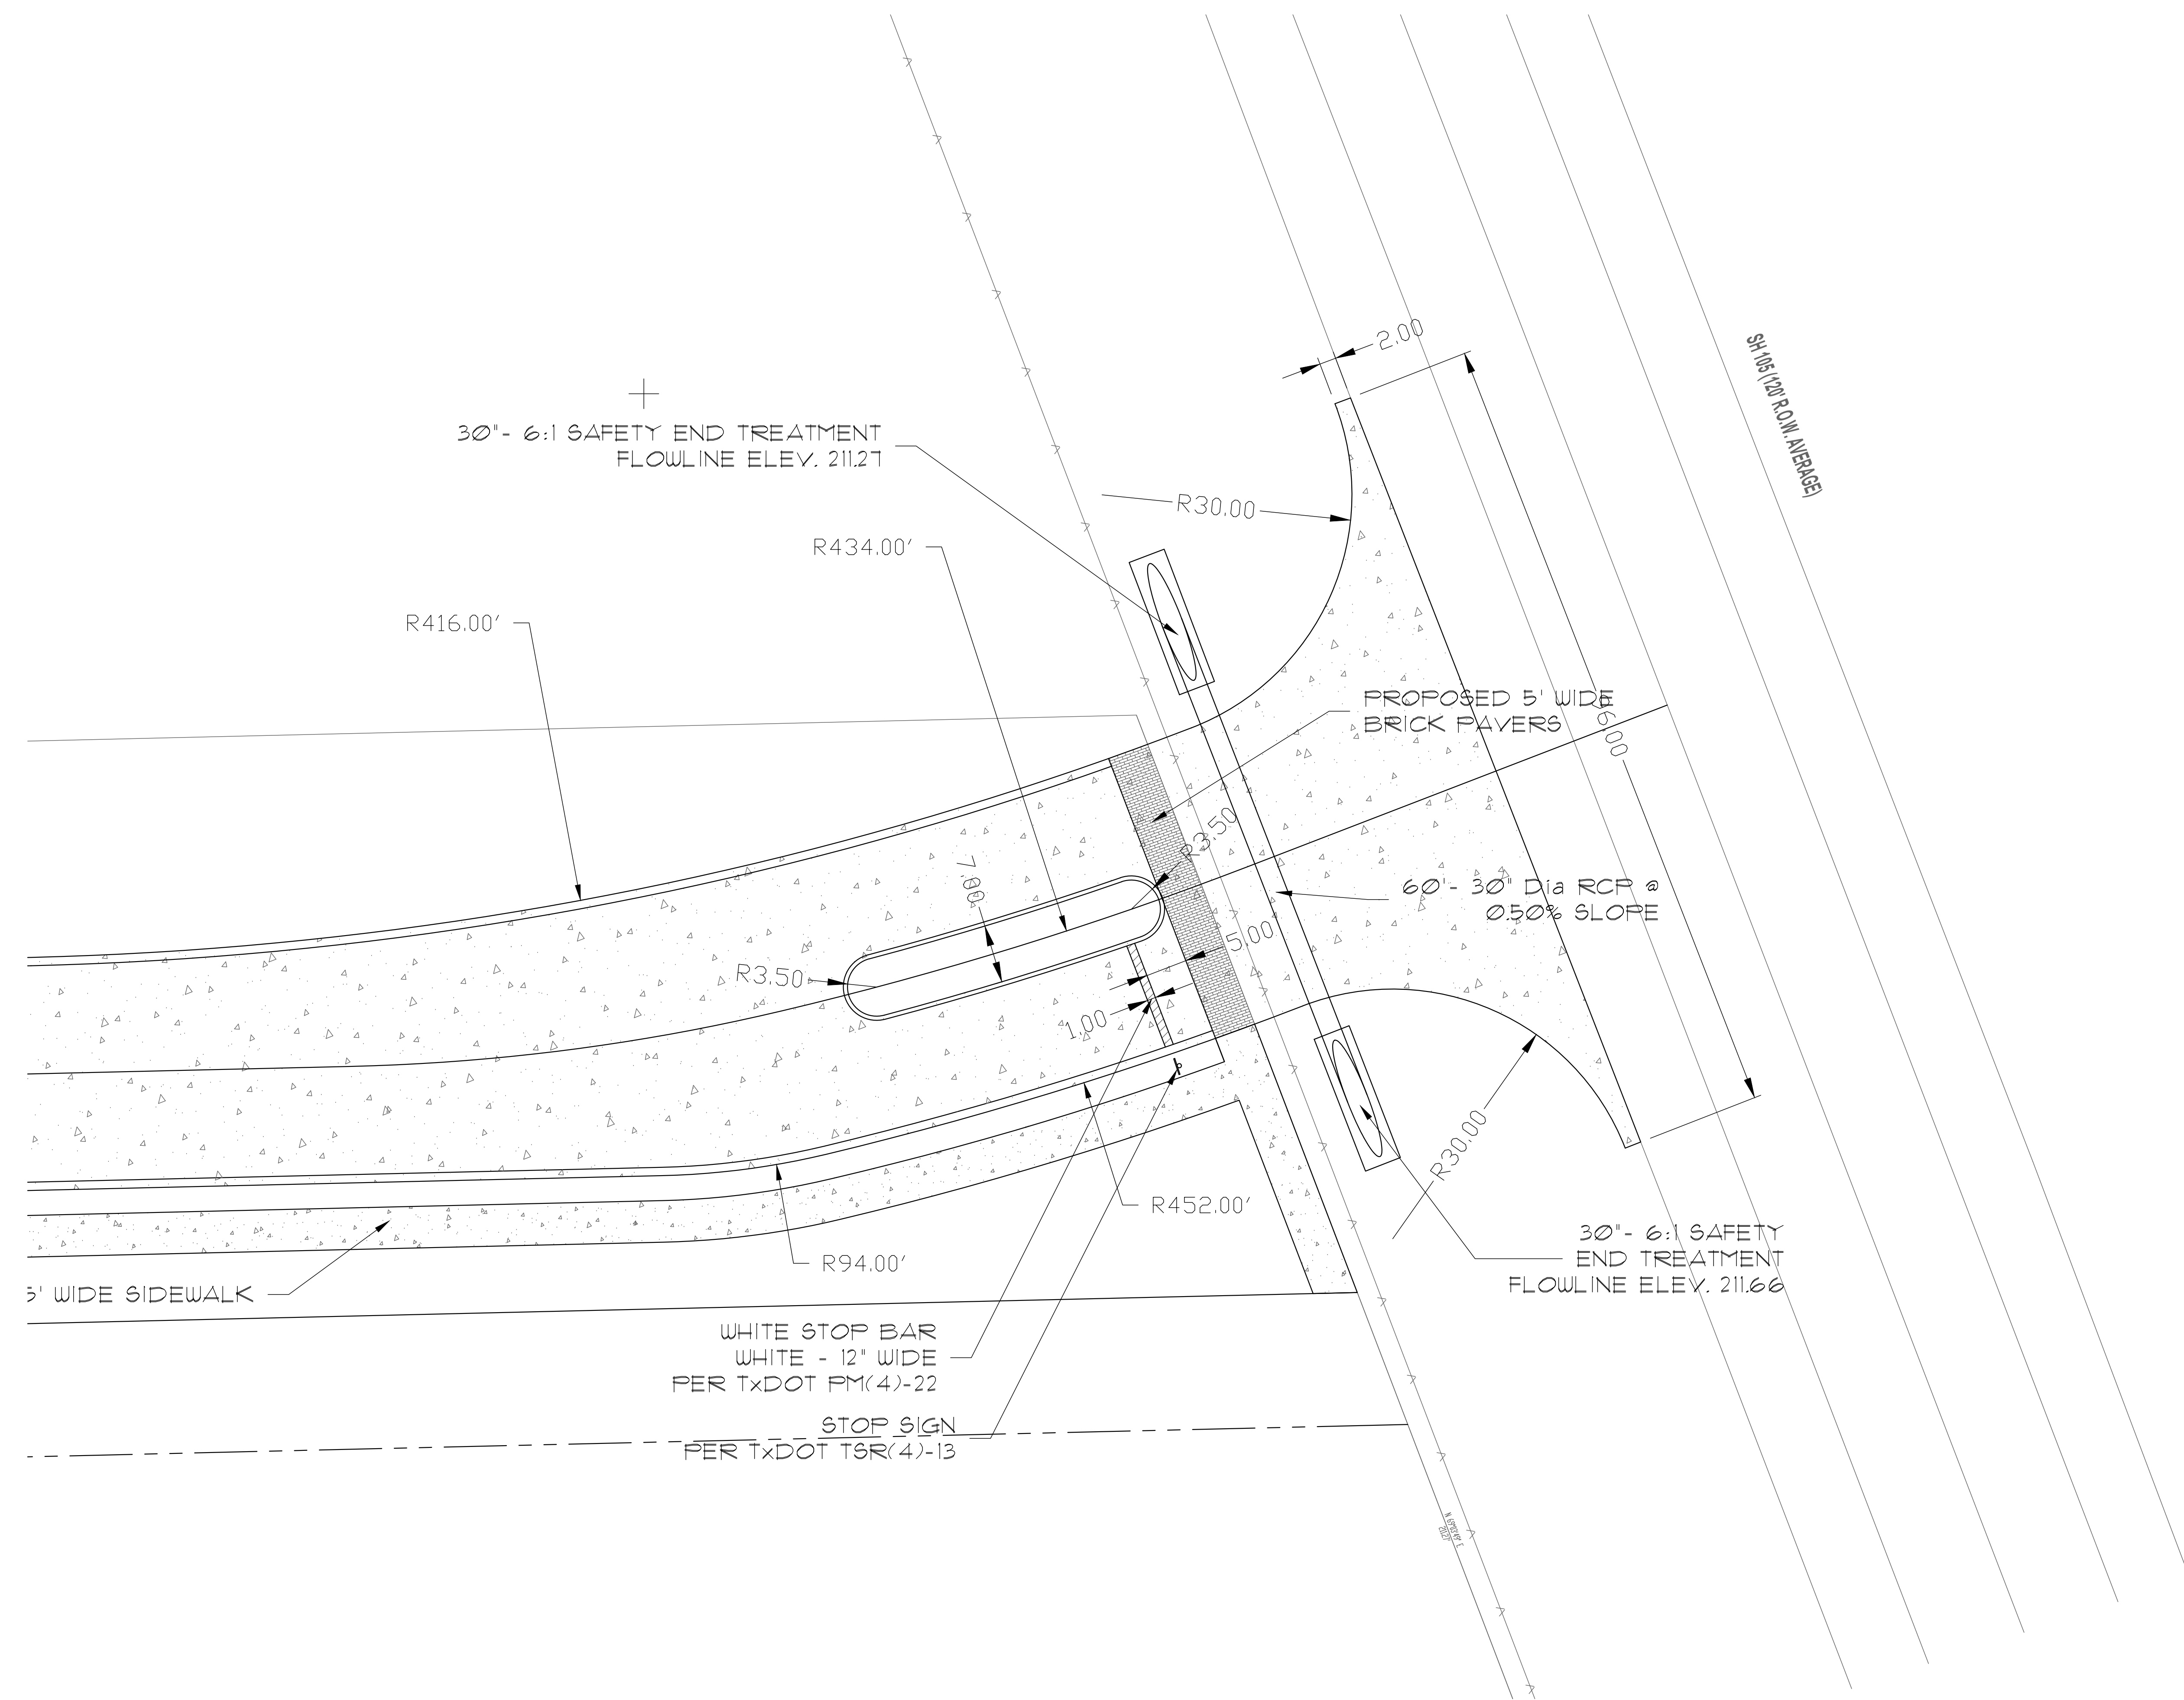 2.00
SH 105 (120' R.O.W. AVERAGE)
30"- 6:1 SAFETY END TREATMENT
FLOWLINE ELEV. 211.27
R30.00
R434.00'
R416.00'
PROPOSED 5' WIDE
BRICK PAVERS
96.00
R3.50
7.00
60'- 30" Dia RCP @
0.50% SLOPE
5.00
R3.50
1.00
R30.00
R452.00'
R94.00'
30"- 6:1 SAFETY
END TREATMENT
FLOWLINE ELEV. 211.66
5' WIDE SIDEWALK
WHITE STOP BAR
WHITE - 12" WIDE
PER TxDOT PM(4)-22
STOP SIGN
PER TxDOT TSR(4)-13